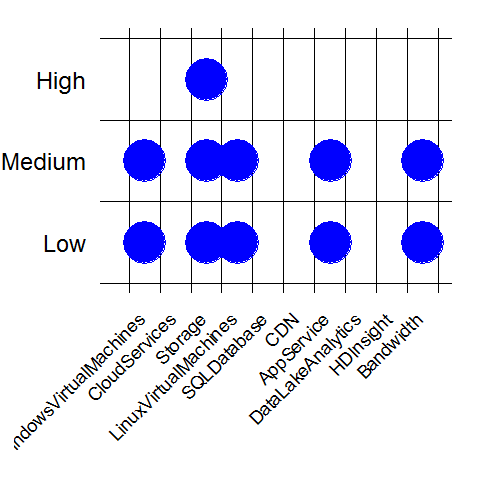 High
Medium
Low
ndowsVirtualMachines
CloudServices
Storage
LinuxVirtualMachines
SQLDatabase
CDN
AppService
DataLakeAnalytics
HDInsight
Bandwidth